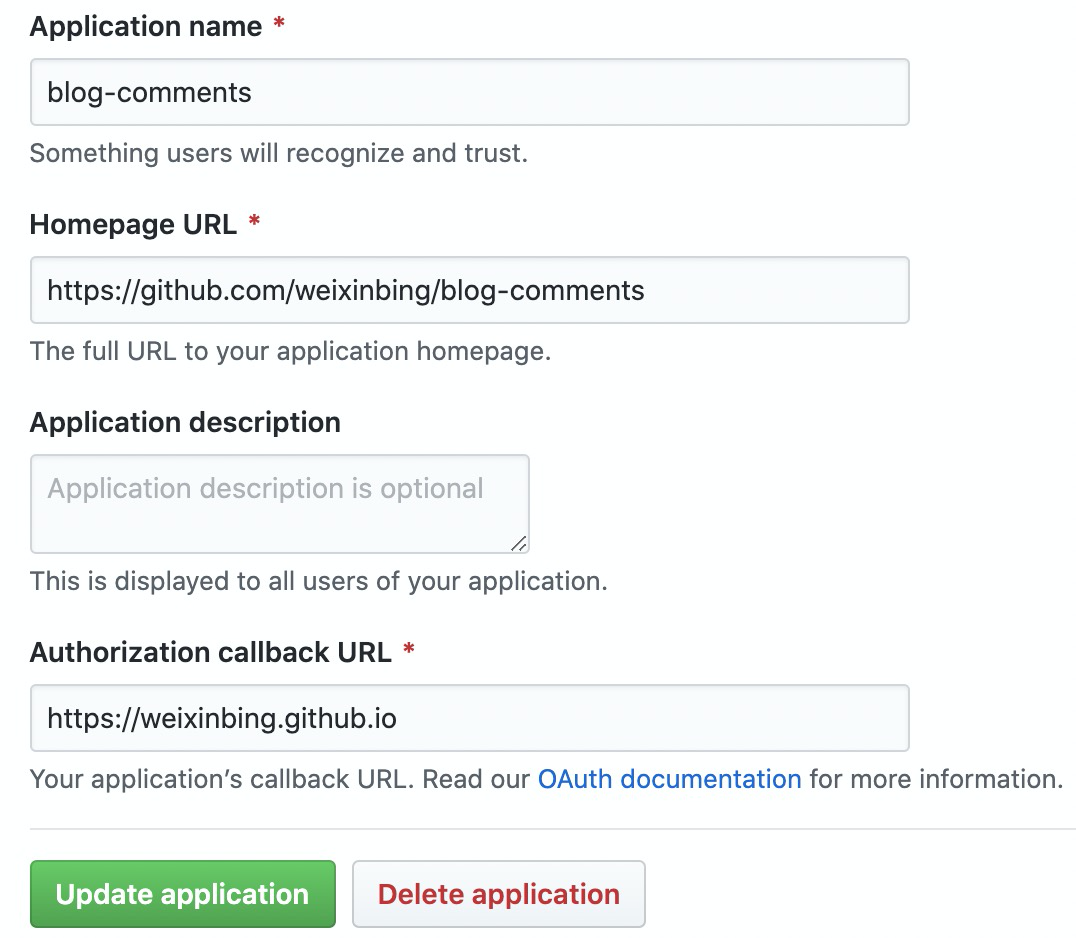 Application name *
blog-comments
Something users will recognize and trust.
Homepage URL *
https://github.com/weixinbing/blog-comments
The full URL to your application homepage.
Application description
Application description is optional
This is displayed to all users of your application.
Authorization callback URL *
https://weixinbing.github.io
Your application’s callback URL. Read our OAuth documentation for more information.
Update application Delete application